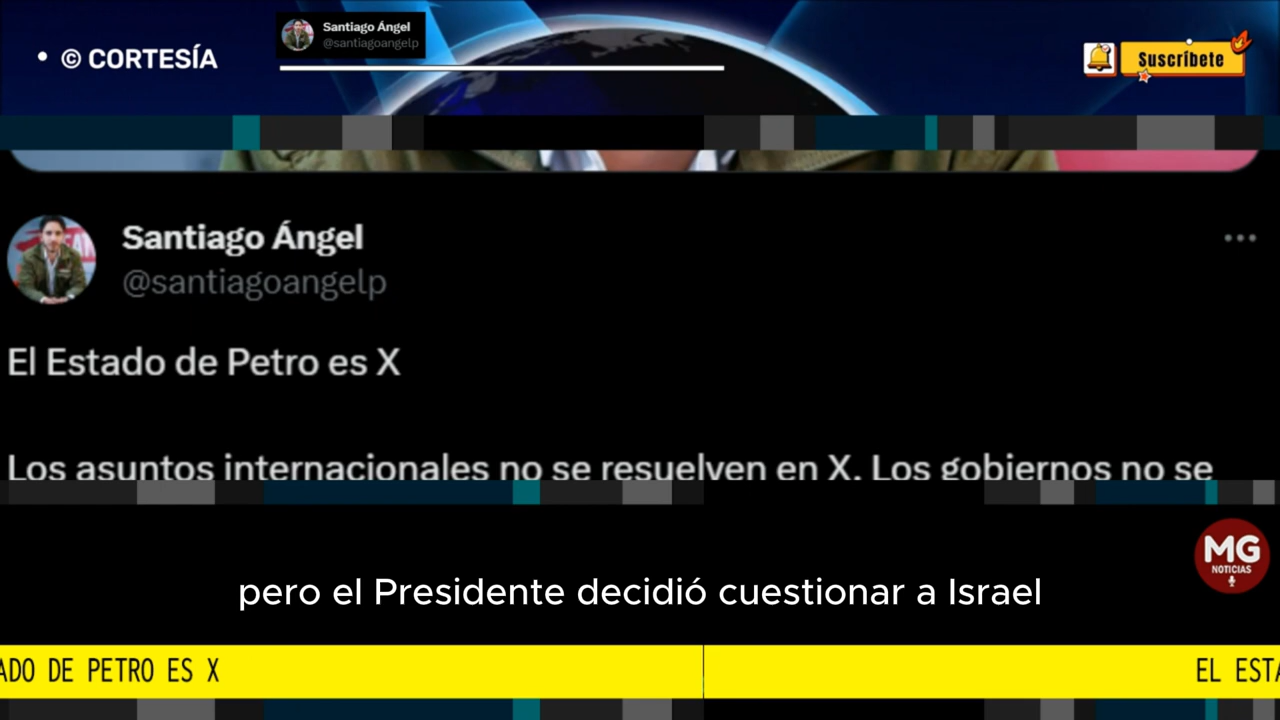 • © CORTESÍA
Santiago Ángel
@santiagoangelp
Suscríbete
Santiago Ángel
@santiagoangelp
El Estado de Petro es X
Los asuntos internacionales no se resuelven en X. Los gobiernos no se
MG
NOTICIAS
pero el Presidente decidió cuestionar a Israel
ADO DE PETRO ES X
EL ESTA